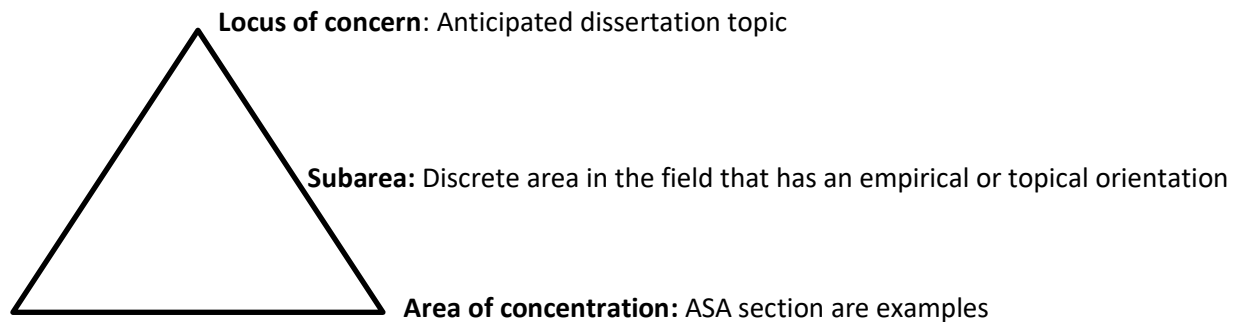 Locus of concern: Anticipated dissertation topic
Subarea: Discrete area in the field that has an empirical or topical orientation
Area of concentration: ASA section are examples